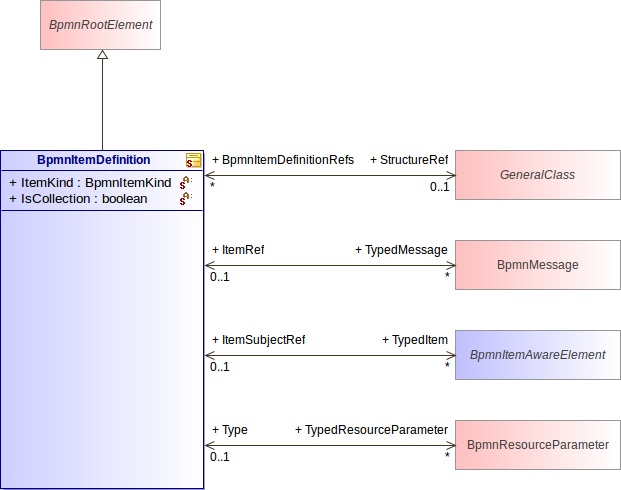 BpmnRootElement
BpmnItemDefinition
+ ItemKind : BpmnItemKind
+ IsCollection : boolean
+ BpmnItemDefinitionRefs + StructureRef
* 0..1
GeneralClass
+ ItemRef + TypedMessage
0..1 *
BpmnMessage
+ ItemSubjectRef + TypedItem
0..1 *
BpmnItemAwareElement
+ Type + TypedResourceParameter
0..1 *
BpmnResourceParameter